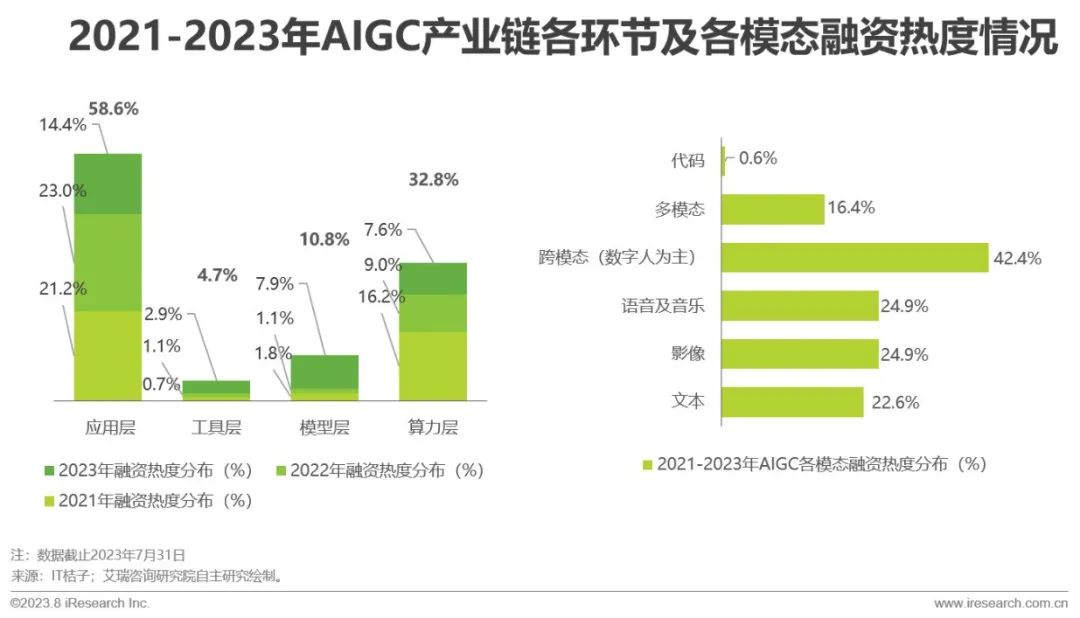 2021-2023年AIGC产业链各环节及各模态融资热度情况
58.6%
14.4%
23.0%
21.2%
4.7%
2.9%
1.1%
0.7%
10.8%
7.9%
1.1%
1.8%
32.8%
7.6%
9.0%
16.2%
应用层
工具层
模型层
算力层
2023年融资热度分布（%）
2022年融资热度分布（%）
2021年融资热度分布（%）
代码
0.6%
多模态
16.4%
跨模态（数字人为主）
42.4%
语音及音乐
24.9%
影像
24.9%
文本
22.6%
2021-2023年AIGC各模态融资热度分布（%）
注：数据截止2023年7月31日
来源：IT桔子；艾瑞咨询研究院自主研究绘制。
©2023.8 iResearch Inc.
www.iresearch.com.cn